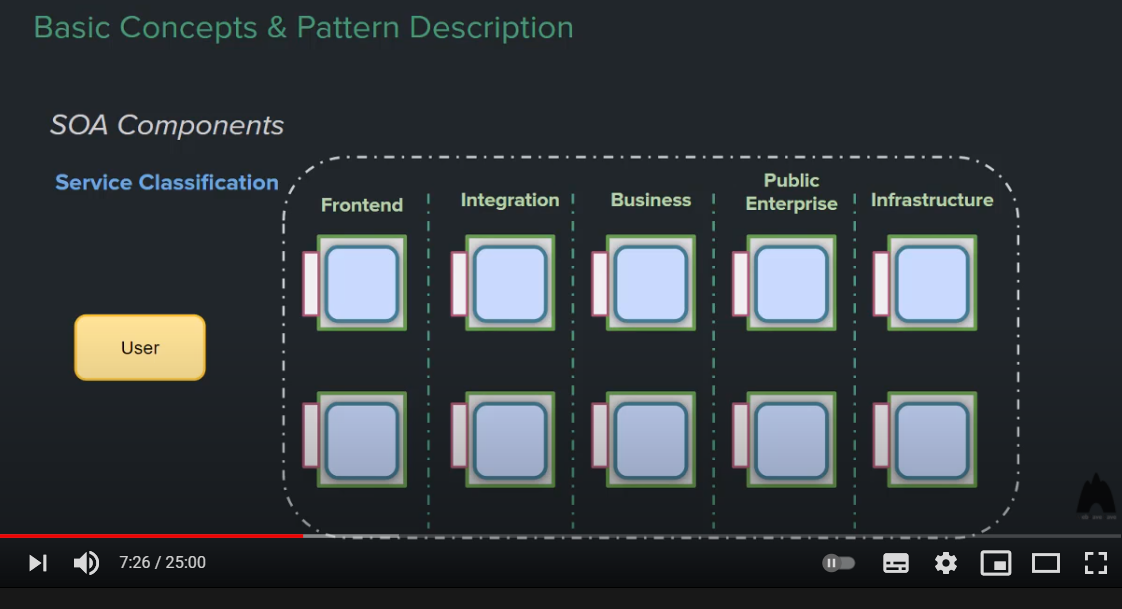 Basic Concepts & Pattern Description
SOA Components
Service Classification
Frontend
Integration
Business
Public
Enterprise
Infrastructure
User
7:26 / 25:00